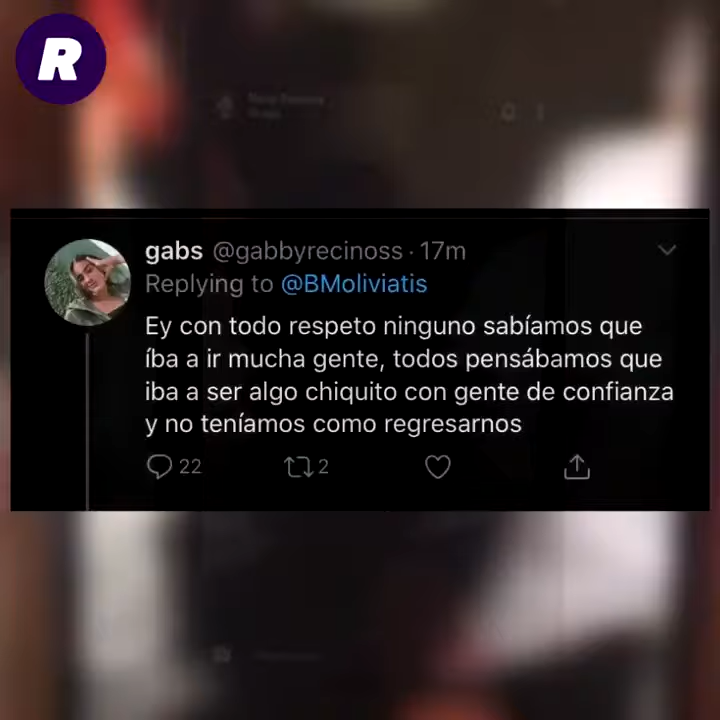 R
gabs @gabbyrecinoss · 17m
Replying to @BMoliviatis
Ey con todo respeto ninguno sabíamos que
íba a ir mucha gente, todos pensábamos que
iba a ser algo chiquito con gente de confianza
y no teníamos como regresarnos
22 2